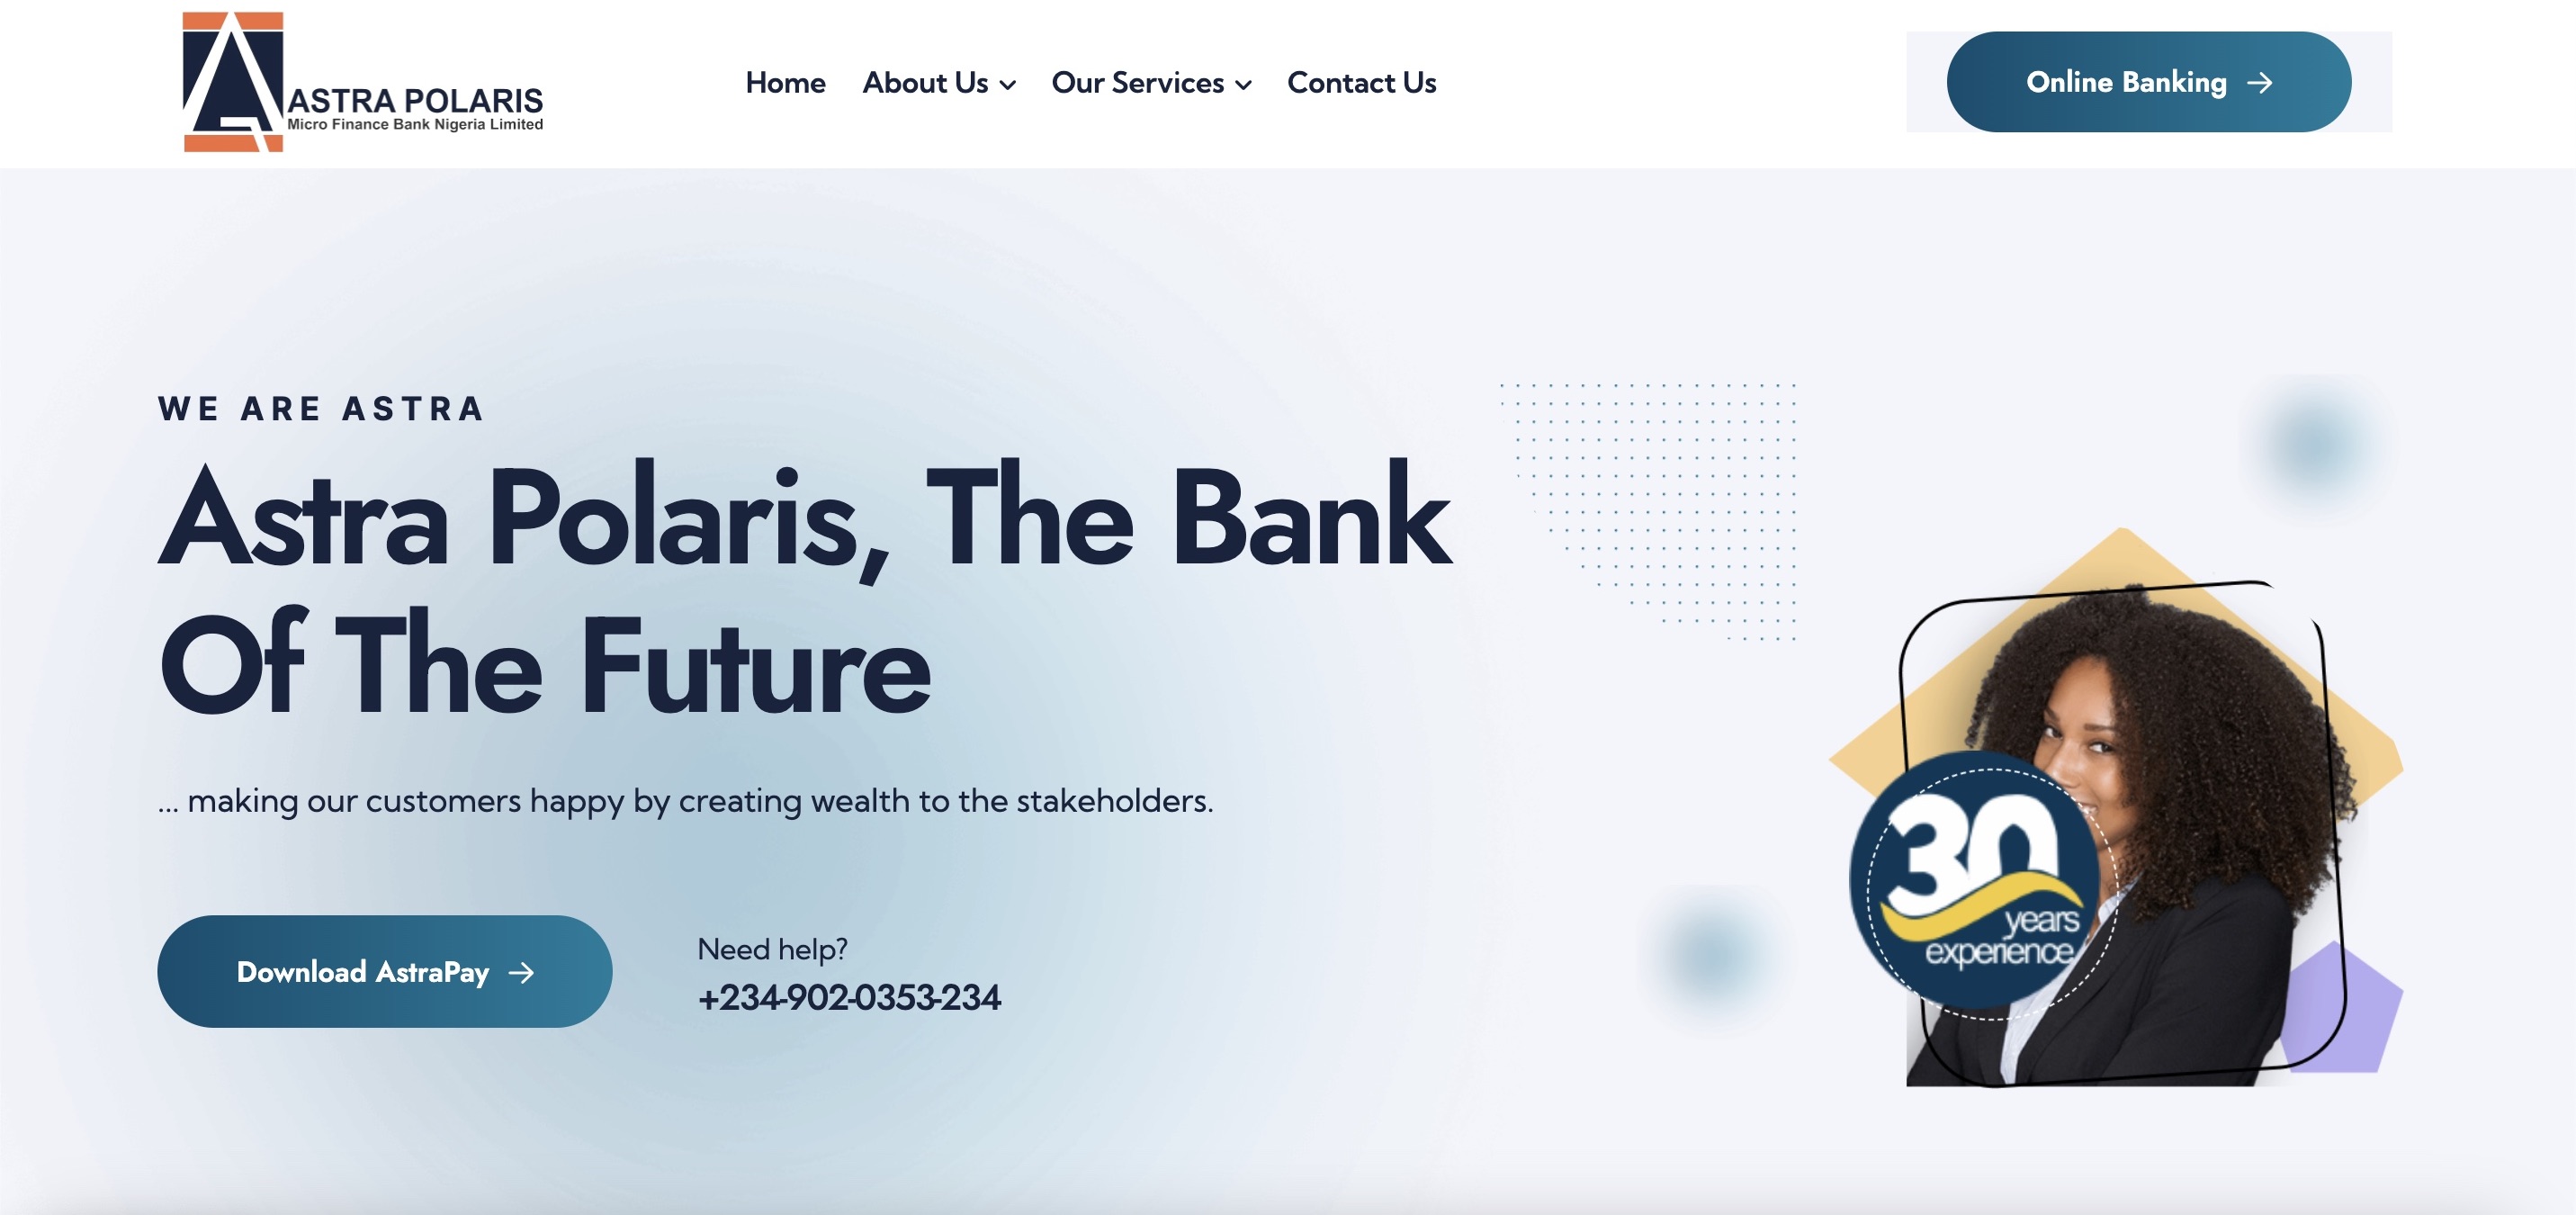 ASTRA POLARIS
Micro Finance Bank Nigeria Limited
Home About Us Our Services Contact Us
Online Banking
WE ARE ASTRA
Astra Polaris, The Bank
Of The Future
... making our customers happy by creating wealth to the stakeholders.
Download AstraPay
Need help?
+234-902-0353-234
30
years
experience